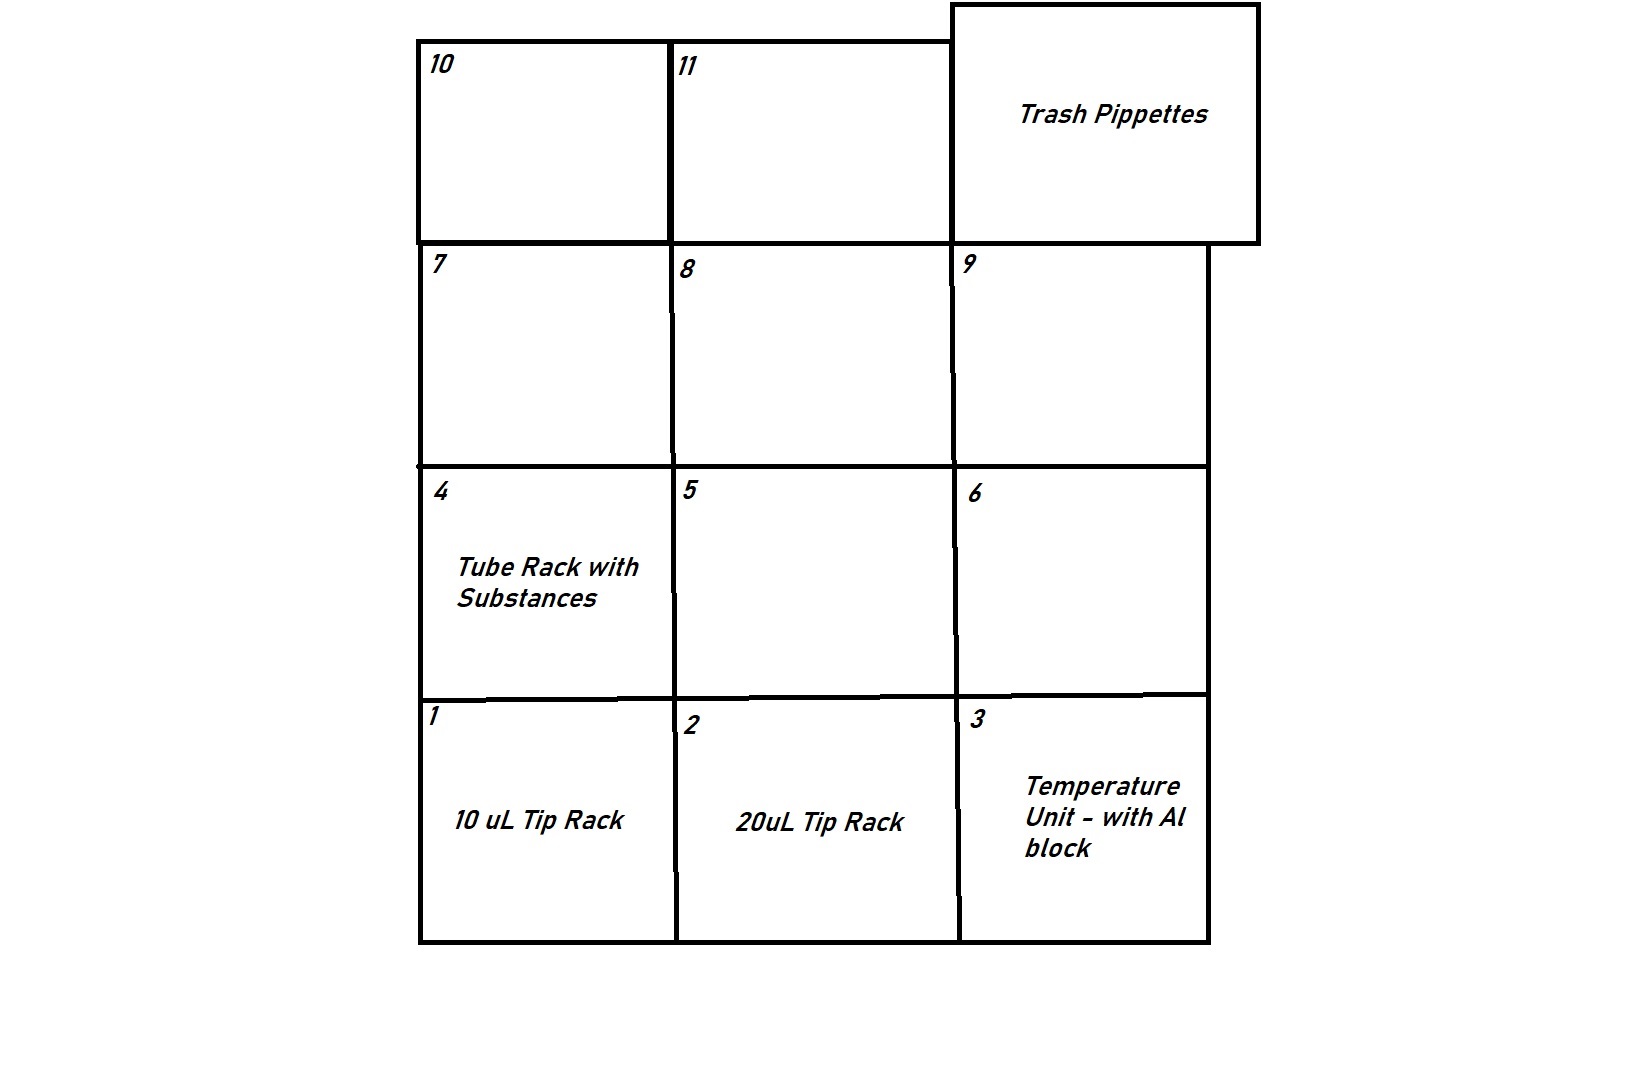 10
11
Trash Pippettes
7
8
9
4
5
6
Tube Rack with
Substances
1
2
3
10 uL Tip Rack
20uL Tip Rack
Temperature
Unit - with Al
block